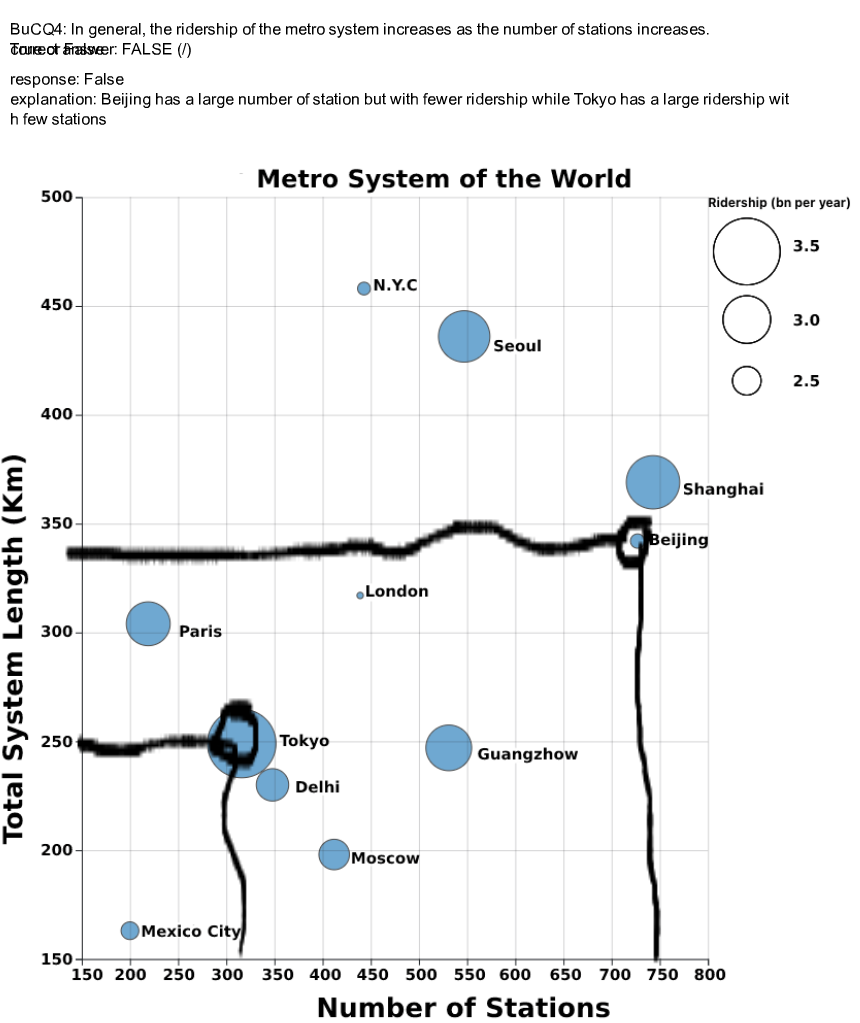 BuCQ4: In general, the ridership of the metro system increases as the number of stations increases.
True or False
correct answer: FALSE (/)
response: False
explanation: Beijing has a large number of station but with fewer ridership while Tokyo has a large ridership wit
h few stations
Metro System of the World
Ridership (bn per year)
3.5
3.0
2.5
Total System Length (Km)
500
450
400
350
300
250
200
150
N.Y.C
Seoul
Shanghai
Beijing
London
Paris
Tokyo
Guangzhow
Delhi
Moscow
Mexico City
150 200 250 300 350 400 450 500 550 600 650 700 750 800
Number of Stations